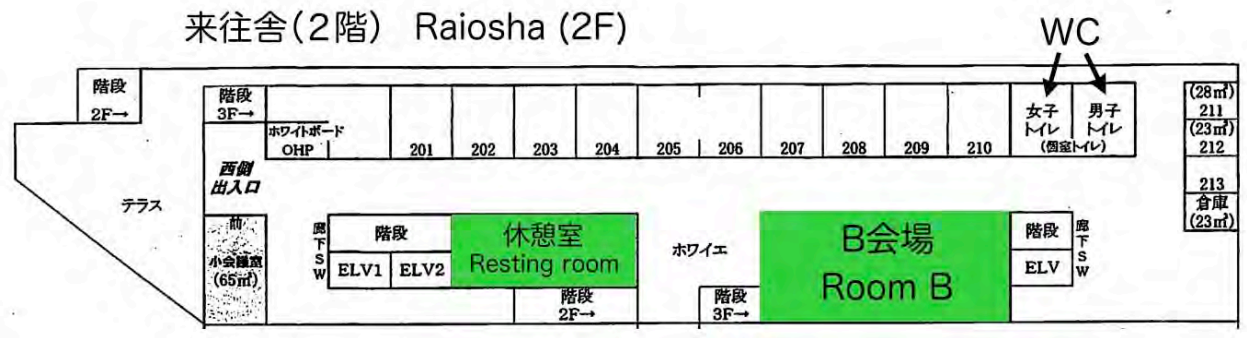 来往舎(2階) Raiosha (2F)
WC
階段
2F→
階段
3F→
ホワイトボード
OHP
201
202
203
204
205
206
207
208
209
210
女子
トイレ
男子
トイレ
(個室トイレ)
(28㎡)
211
(23㎡)
212
213
倉庫
(23㎡)
西側
出入口
テラス
前
小会議室
(65㎡)
廊下SW
階段
ELV1
ELV2
休憩室
Resting room
階段
2F→
ホワイエ
階段
3F→
B会場
Room B
階段
ELV
廊下SW